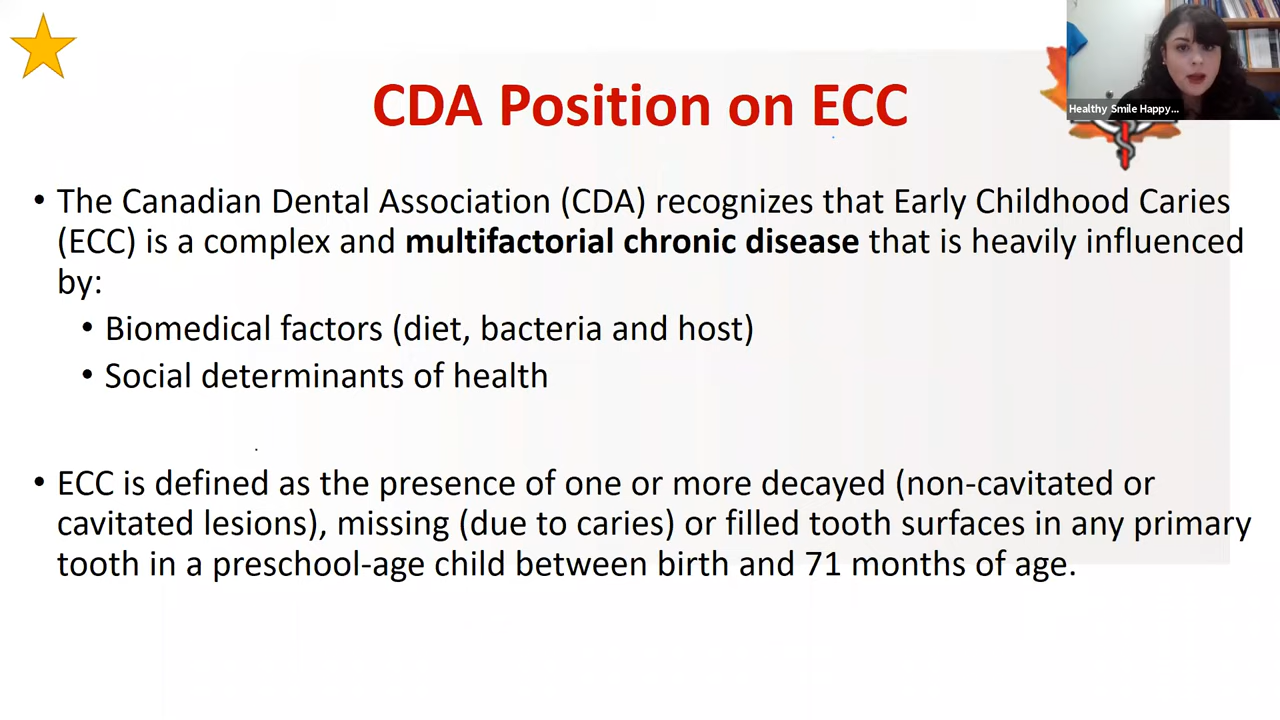 CDA Position on ECC
Healthy Smile Happy...
• The Canadian Dental Association (CDA) recognizes that Early Childhood Caries
(ECC) is a complex and multifactorial chronic disease that is heavily influenced
by:
• Biomedical factors (diet, bacteria and host)
• Social determinants of health
• ECC is defined as the presence of one or more decayed (non-cavitated or
cavitated lesions), missing (due to caries) or filled tooth surfaces in any primary
tooth in a preschool-age child between birth and 71 months of age.